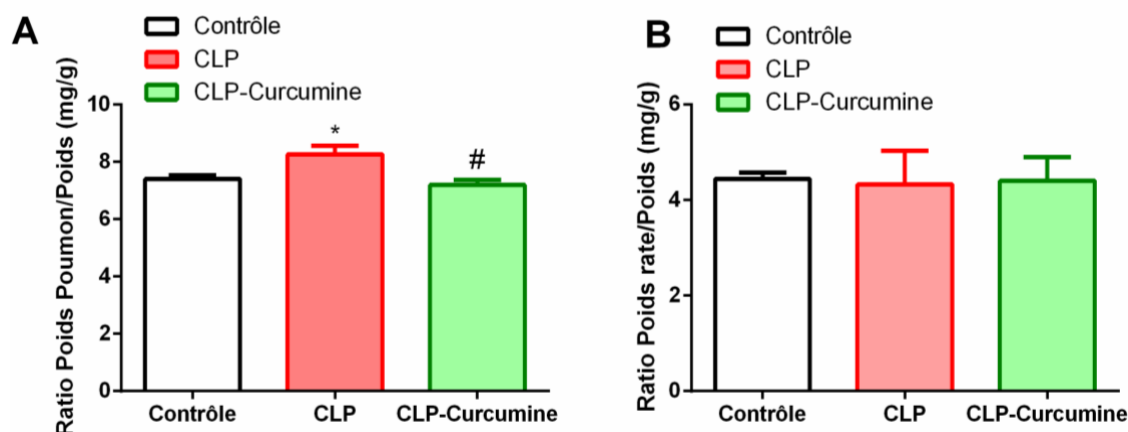 A
Contrôle
CLP
CLP-Curcumine
Ratio Poids Poumon/Poids (mg/g)
10
8
6
4
2
0
*
#
Contrôle CLP CLP-Curcumine
B
Contrôle
CLP
CLP-Curcumine
Ratio Poids rate/Poids (mg/g)
6
4
2
0
Contrôle CLP CLP-Curcumine